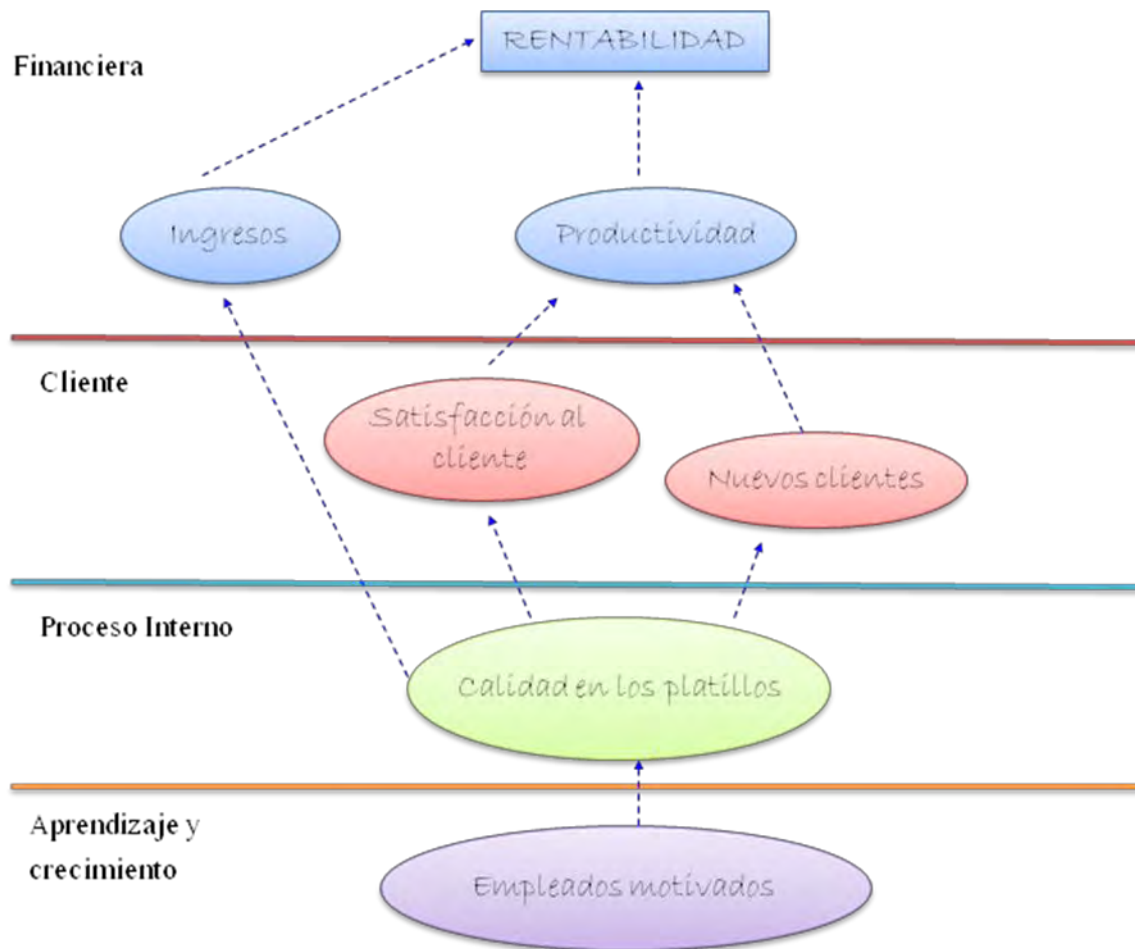 RENTABILIDAD
Financiera
Ingresos
Productividad
Cliente
Satisfacción al
cliente
Nuevos clientes
Proceso Interno
Calidad en los platillos
Aprendizaje y
crecimiento
Empleados motivados